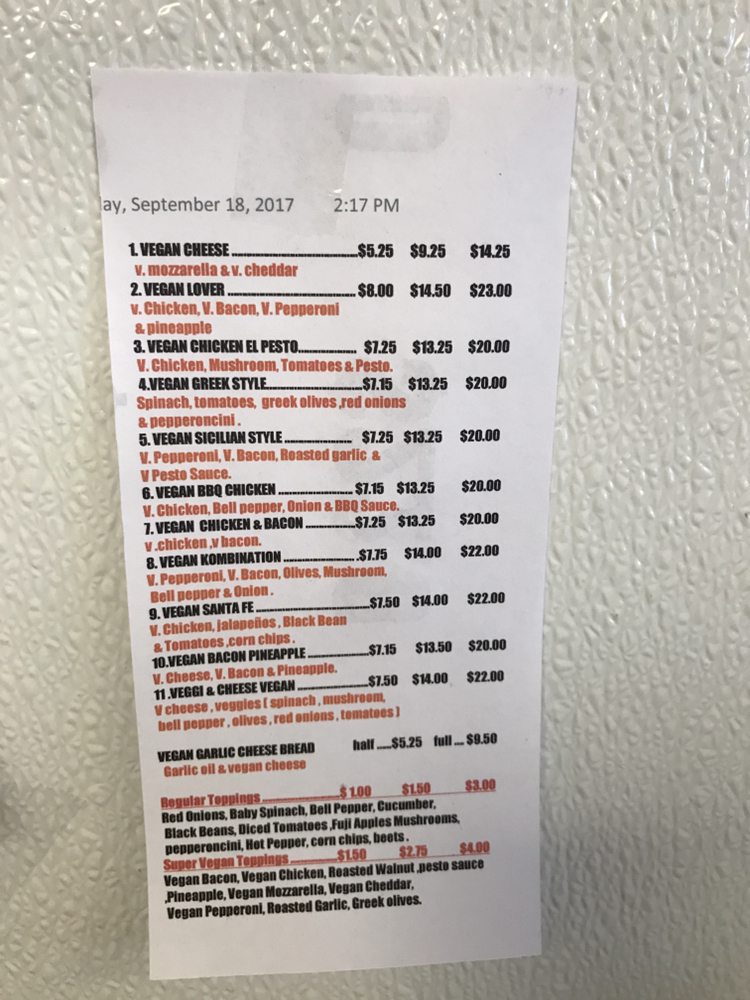 ay, September 18, 2017 2:17 PM
1. VEGAN CHEESE ........................... $5.25 $9.25 $14.25
v. mozzarella & v. cheddar
2. VEGAN LOVER ........................... $8.00 $14.50 $23.00
v. Chicken, V. Bacon, V. Pepperoni
& pineapple
3. VEGAN CHICKEN EL PESTO............. $7.25 $13.25 $20.00
V. Chicken, Mushroom, Tomatoes & Pesto.
4.VEGAN GREEK STYLE..................... $7.15 $13.25 $20.00
Spinach, tomatoes, greek olives ,red onions
& pepperoncini .
5. VEGAN SICILIAN STYLE ................ $7.25 $13.25 $20.00
V. Pepperoni, V. Bacon, Roasted garlic &
V Pesto Sauce.
6. VEGAN BBQ CHICKEN .................. $7.15 $13.25 $20.00
V. Chicken, Bell pepper, Onion & BBQ Sauce.
7. VEGAN CHICKEN & BACON ............ $7.25 $13.25 $20.00
v .chicken ,v bacon.
8. VEGAN KOMBINATION ................. .$7.75 $14.00 $22.00
V. Pepperoni, V. Bacon, Olives, Mushroom,
Bell pepper & Onion .
9. VEGAN SANTA FE ......................... $7.50 $14.00 $22.00
V. Chicken, jalapeños , Black Bean
& Tomatoes ,corn chips .
10.VEGAN BACON PINEAPPLE ............. $7.15 $13.50 $20.00
V. Cheese, V. Bacon & Pineapple.
11 .VEGGI & CHEESE VEGAN ............... $7.50 $14.00 $22.00
V cheese , veggies ( spinach , mushroom,
bell pepper , olives , red onions , tomatoes )
VEGAN GARLIC CHEESE BREAD half .....$5.25 full .... $9.50
Garlic oil & vegan cheese
Regular Toppings ................ $ 1.00 $1.50 $3.00
Red Onions, Baby Spinach, Bell Pepper, Cucumber,
Black Beans, Diced Tomatoes ,Fuji Apples Mushrooms,
pepperoncini, Hot Pepper, corn chips, beets .
Super Vegan Toppings ............ $1.50 $2.75 $4.00
Vegan Bacon, Vegan Chicken, Roasted Walnut ,pesto sauce
,Pineapple, Vegan Mozzarella, Vegan Cheddar,
Vegan Pepperoni, Roasted Garlic, Greek olives.